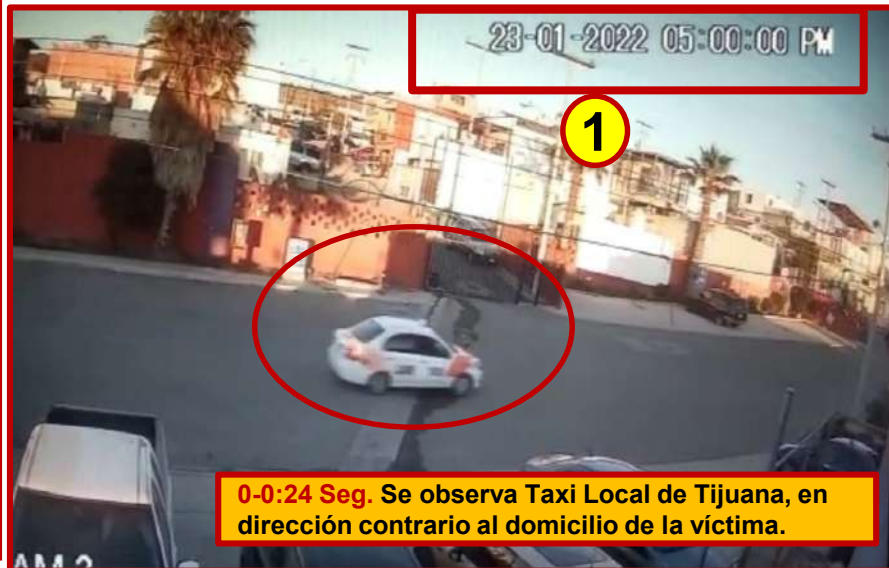 23-01-2022 05:00:00 PM
1
0-0:24 Seg. Se observa Taxi Local de Tijuana, en
dirección contrario al domicilio de la víctima.